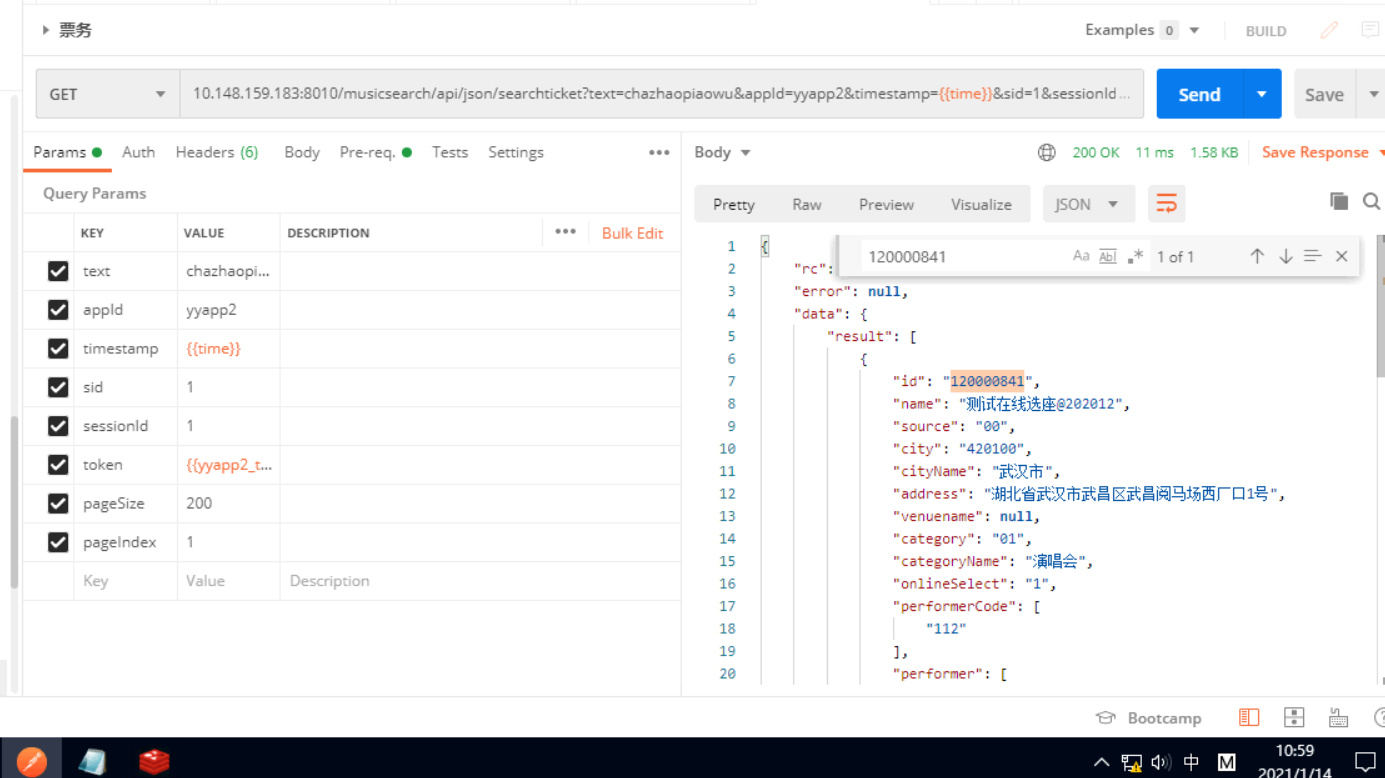 票务
Examples 0
BUILD
GET
10.148.159.183:8010/musicsearch/api/json/searchticket?text=chazhaopiaowu&appId=yyapp2&timestamp={{time}}&sid=1&sessionId...
Send
Save
Params
Auth
Headers (6)
Body
Pre-req.
Tests
Settings
•••
Body
200 OK
11 ms
1.58 KB
Save Response
Query Params
Pretty
Raw
Preview
Visualize
JSON
KEY
VALUE
DESCRIPTION
•••
Bulk Edit
text
chazhaopi...
appId
yyapp2
timestamp
{{time}}
sid
1
sessionId
1
token
{{yyapp2_t...
pageSize
200
pageIndex
1
Key
Value
Description
120000841
Aa
Abl
.*
1 of 1
1 {
2 "rc":
3 "error": null,
4 "data": {
5 "result": [
6 {
7 "id": "120000841",
8 "name": "测试在线选座@202012",
9 "source": "00",
10 "city": "420100",
11 "cityName": "武汉市",
12 "address": "湖北省武汉市武昌区武昌阅马场西厂口1号",
13 "venuename": null,
14 "category": "01",
15 "categoryName": "演唱会",
16 "onlineSelect": "1",
17 "performerCode": [
18 "112"
19 ],
20 "performer": [
Bootcamp
中
M
10:59
2021/1/14